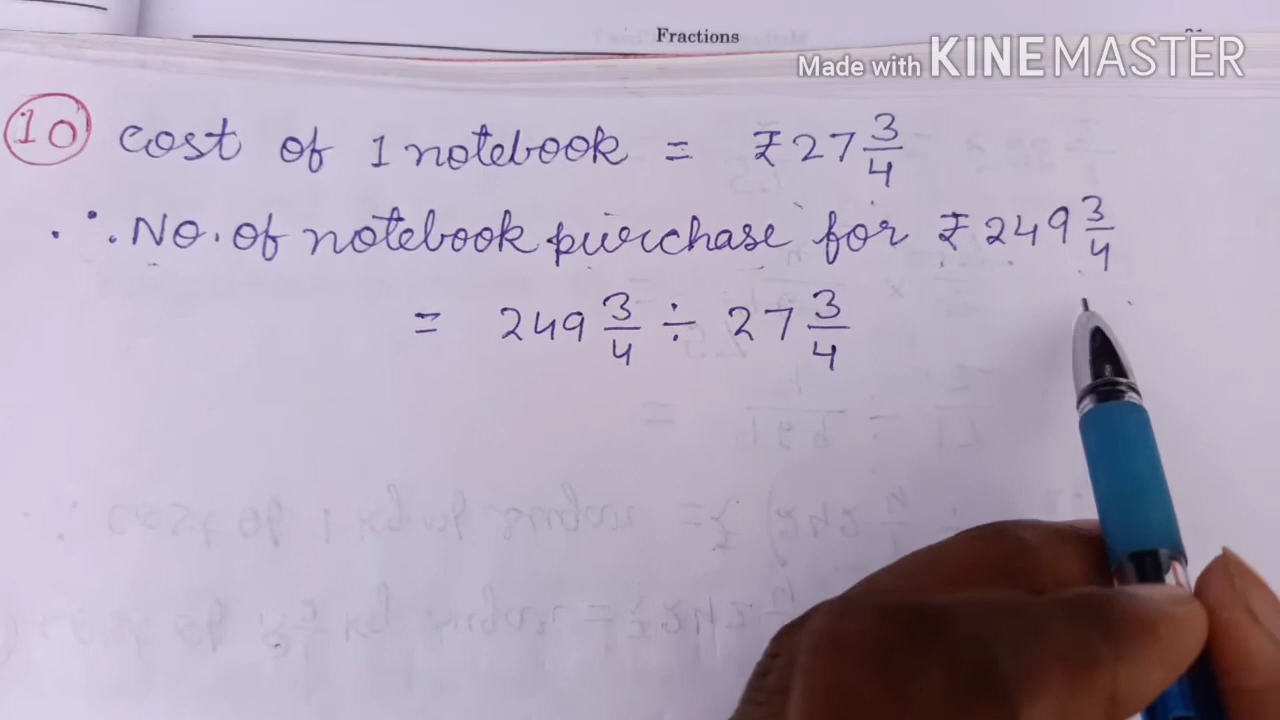 Fractions
Made with KINEMASTER
10 Cost of 1 notebook = ₹27 3/4
∴ No. of notebook purchase for ₹249 3/4
= 249 3/4 ÷ 27 3/4